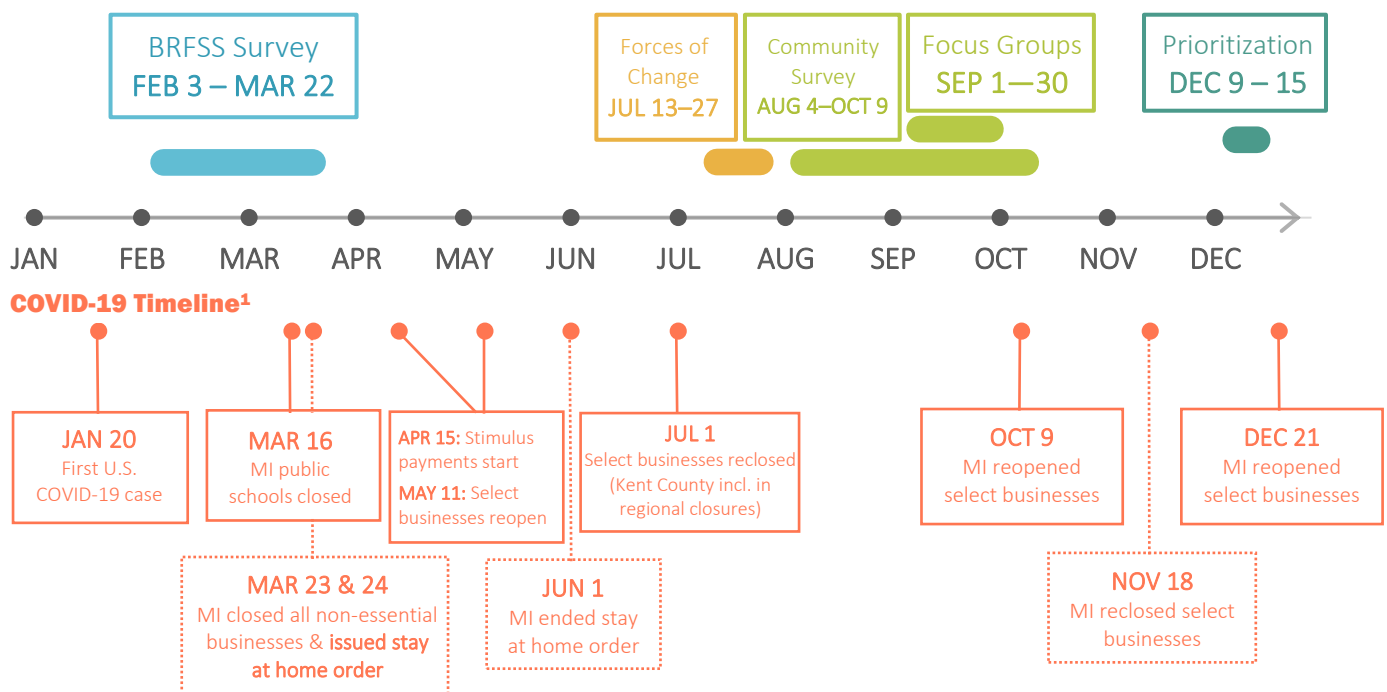 BRFSS Survey
FEB 3 – MAR 22
Forces of
Change
JUL 13–27
Community
Survey
AUG 4–OCT 9
Focus Groups
SEP 1—30
Prioritization
DEC 9 – 15
JAN FEB MAR APR MAY JUN JUL AUG SEP OCT NOV DEC
COVID-19 Timeline¹
JAN 20
First U.S.
COVID-19 case
MAR 16
MI public
schools closed
APR 15: Stimulus
payments start
MAY 11: Select
businesses reopen
JUL 1
Select businesses reclosed
(Kent County incl. in
regional closures)
OCT 9
MI reopened
select businesses
DEC 21
MI reopened
select businesses
MAR 23 & 24
MI closed all non-essential
businesses & issued stay
at home order
JUN 1
MI ended stay
at home order
NOV 18
MI reclosed select
businesses